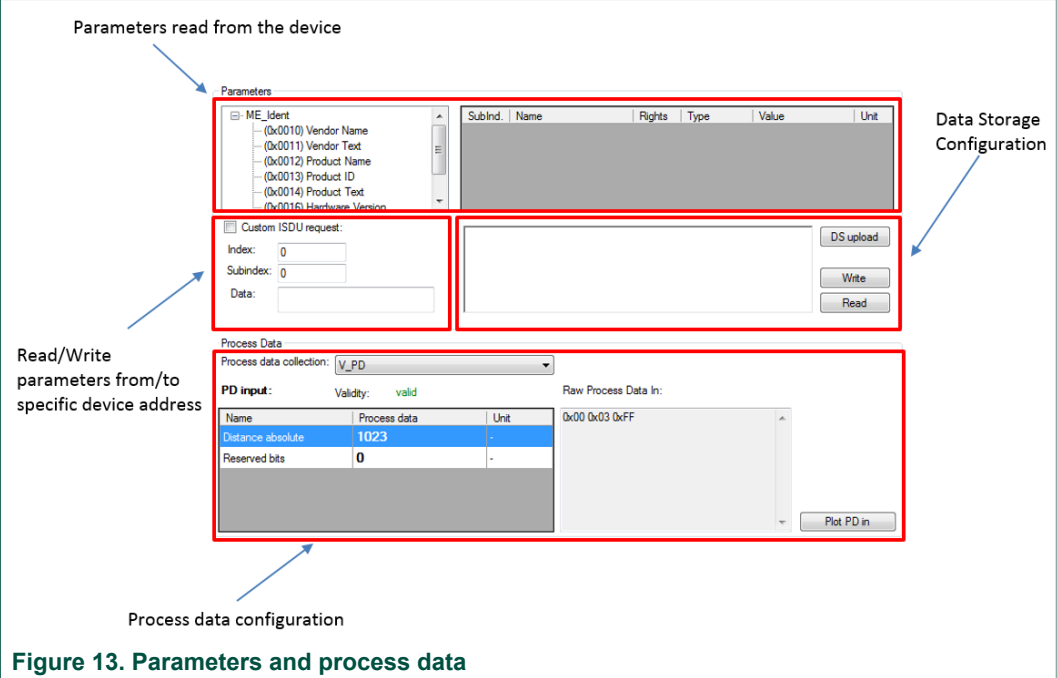 Parameters read from the device
Parameters
ME_Ident
(0x0010) Vendor Name
(0x0011) Vendor Text
(0x0012) Product Name
(0x0013) Product ID
(0x0014) Product Text
(0x0016) Hardware Version
SubInd. Name Rights Type Value Unit
Data Storage
Configuration
Custom ISDU request:
Index: 0
Subindex: 0
Data:
DS upload
Write
Read
Read/Write
parameters from/to
specific device address
Process Data
Process data collection: V_PD
PD input: Validity: valid
Raw Process Data In:
Name Process data Unit
Distance absolute 1023 -
Reserved bits 0 -
0x00 0x03 0xFF
Plot PD in
Process data configuration
Figure 13. Parameters and process data